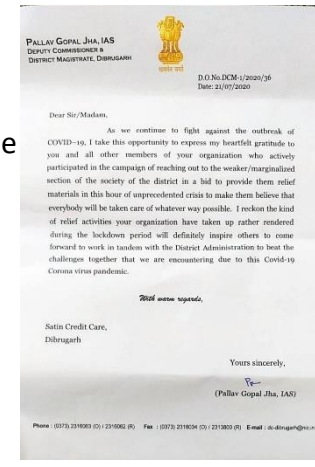 PALLAV GOPAL JHA, IAS
DEPUTY COMMISSIONER &
DISTRICT MAGISTRATE, DIBRUGARH
सत्यमेव जयते
D.O.No.DCM-1/2020/36
Date: 21/07/2020
Dear Sir/Madam,
As we continue to fight against the outbreak of
e
COVID–19, I take this opportunity to express my heartfelt gratitude to
you and all other members of your organization who actively
participated in the campaign of reaching out to the weaker/marginalized
section of the society of the district in a bid to provide them relief
materials in this hour of unprecedented crisis to make them believe that
everybody will be taken care of whatever way possible. I reckon the kind
of relief activities your organization have taken up rather rendered
during the lockdown period will definitely inspire others to come
forward to work in tandem with the District Administration to beat the
challenges together that we are encountering due to this Covid-19
Corona virus pandemic.
With warm regards,
Satin Credit Care,
Dibrugarh
Yours sincerely,
(Pallav Gopal Jha, IAS)
Phone : (0373) 2316063 (O) / 2316062 (R) Fax : (0373) 2316034 (O) / 2313803 (R) E-mail : dc-dibrugarh@nic.in